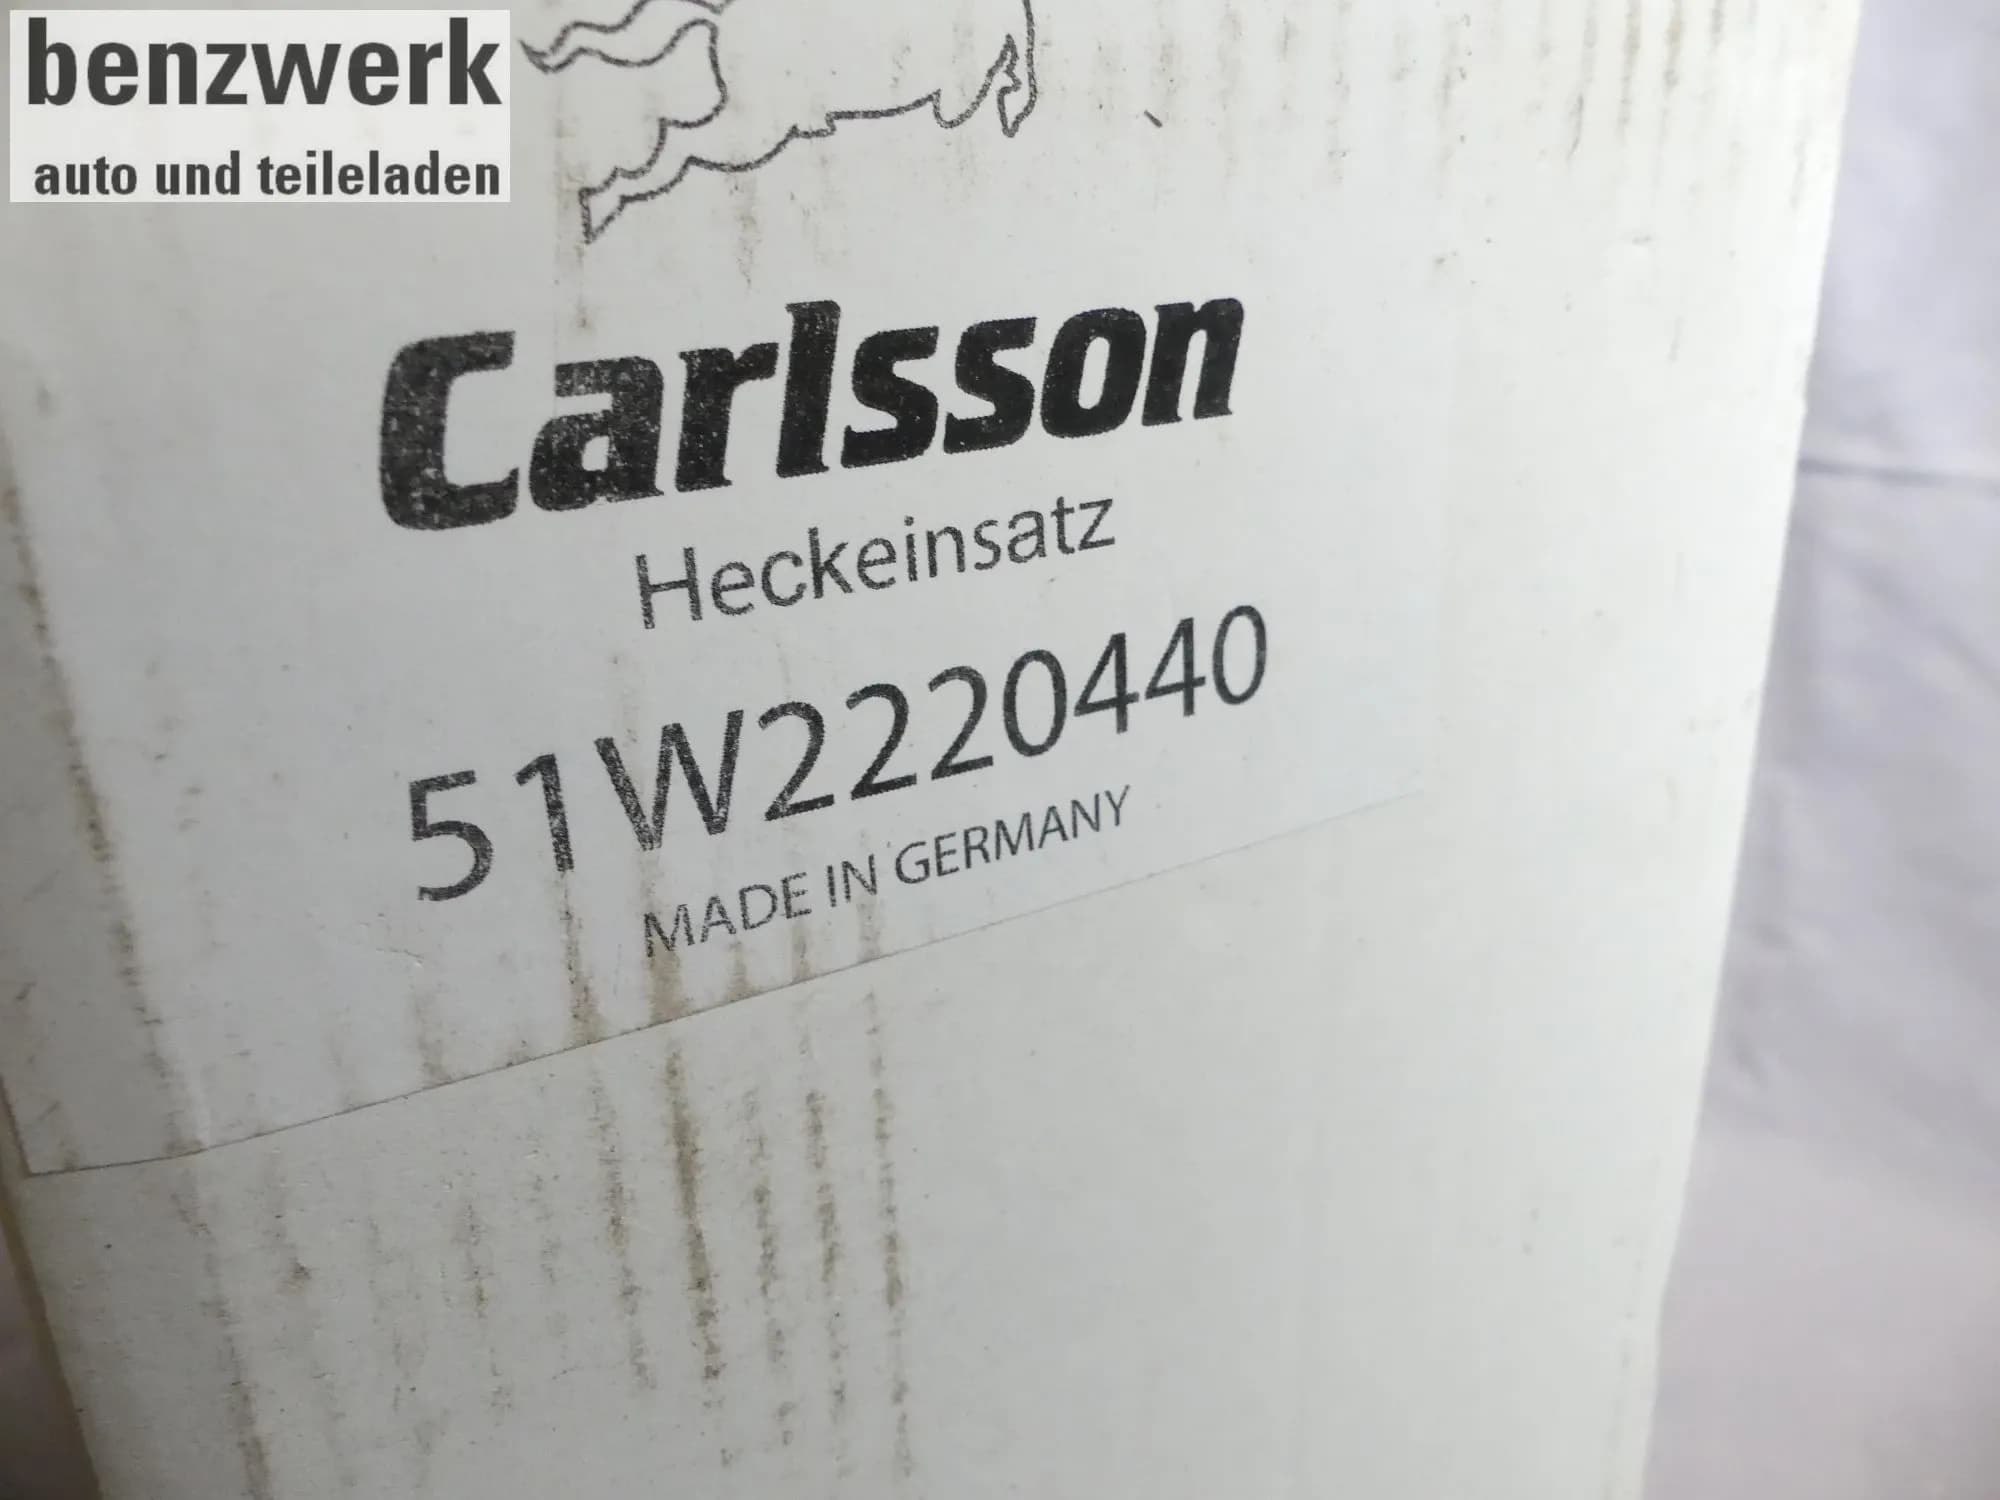 benzwerk
auto und teileladen
Carlsson
Heckeinsatz
51W2220440
MADE IN GERMANY